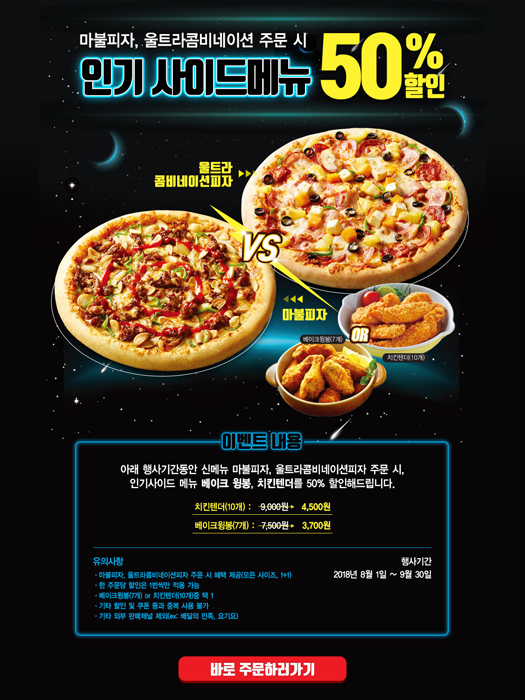 마불피자, 울트라콤비네이션 주문 시
인기 사이드메뉴 50% 할인
울트라
콤비네이션피자
VS
마불피자
OR
베이크윙봉(7개)
치킨텐더(10개)
이벤트 내용
아래 행사기간동안 신메뉴 마불피자, 울트라콤비네이션피자 주문 시,
인기사이드 메뉴 베이크 윙봉, 치킨텐더를 50% 할인해드립니다.
치킨텐더(10개) : 9,000원 ▸ 4,500원
베이크윙봉(7개) : 7,500원 ▸ 3,700원
유의사항
· 마불피자, 울트라콤비네이션피자 주문 시 혜택 제공(모든 사이즈, 1+1)
· 한 주문당 할인은 1번씩만 적용 가능
· 베이크윙봉(7개) or 치킨텐더(10개)중 택 1
· 기타 할인 및 쿠폰 등과 중복 사용 불가
· 기타 외부 판매채널 제외(ex: 배달의 민족, 요기요)
행사기간
2018년 8월 1일 ~ 9월 30일
바로 주문하러가기